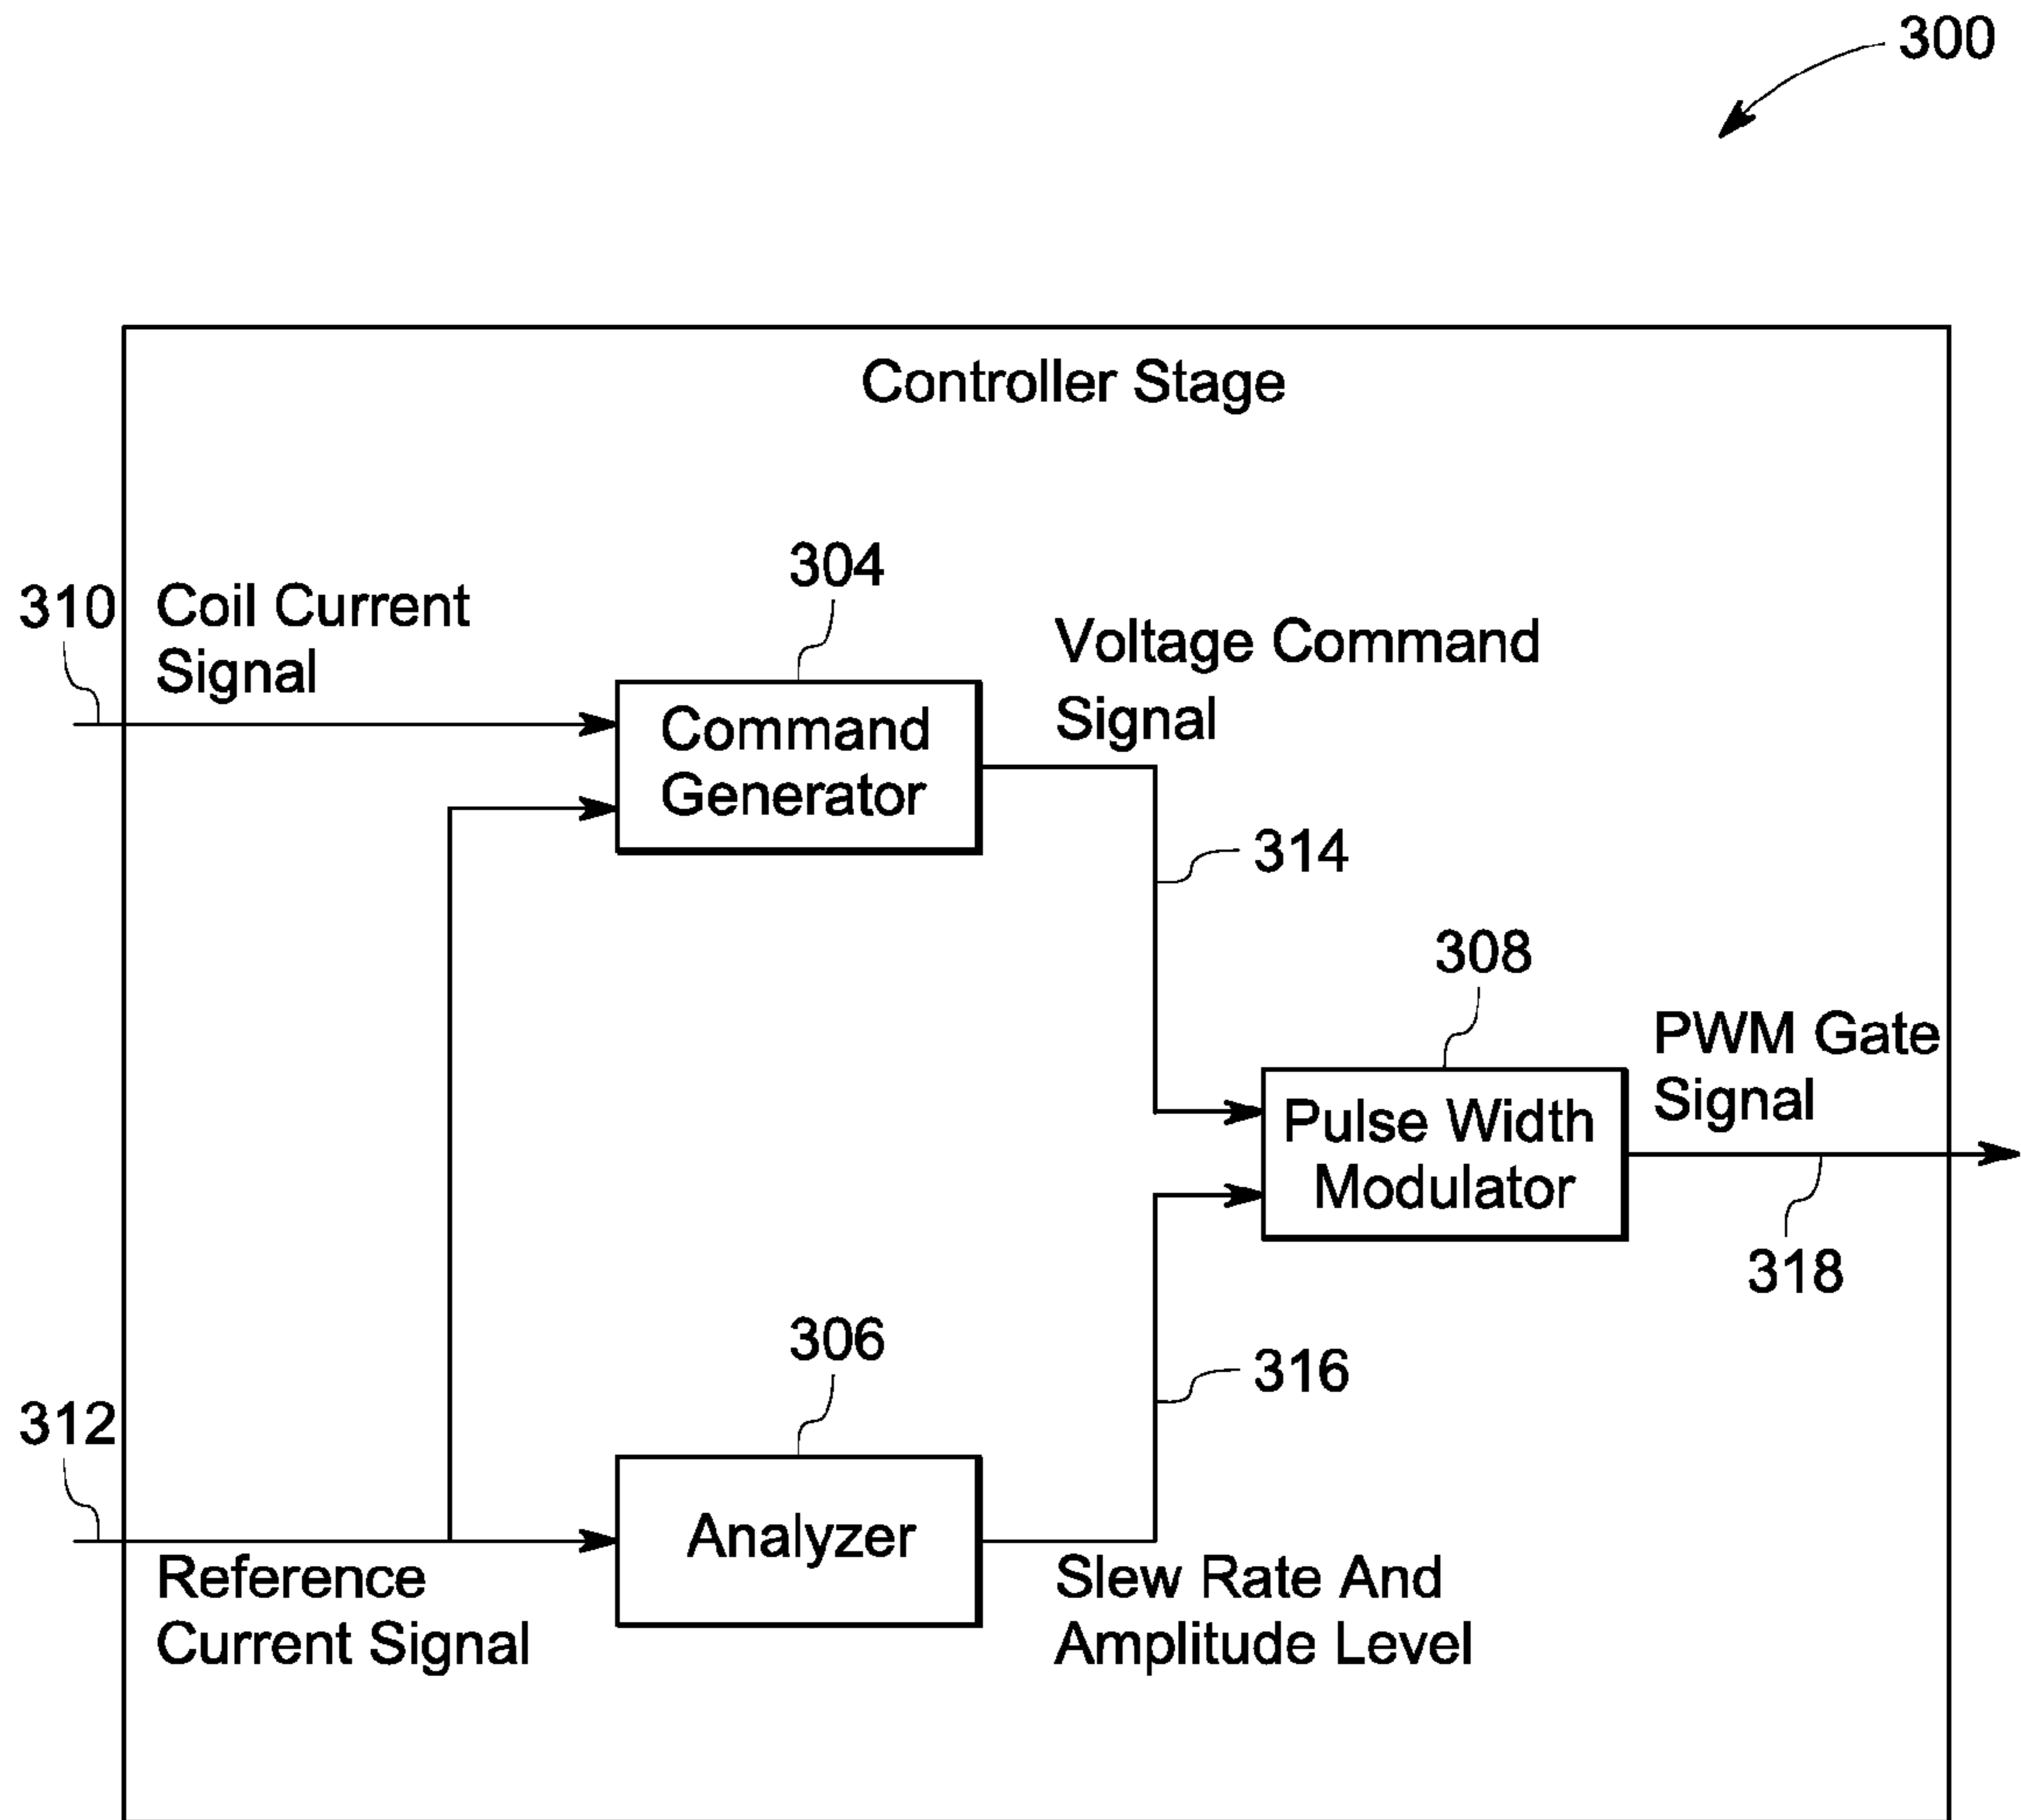 300
Controller Stage
304
310
Coil Current
Signal
Voltage Command
Signal
Command
Generator
314
308
PWM Gate
Signal
Pulse Width
Modulator
318
306
316
312
Analyzer
Reference
Current Signal
Slew Rate And
Amplitude Level